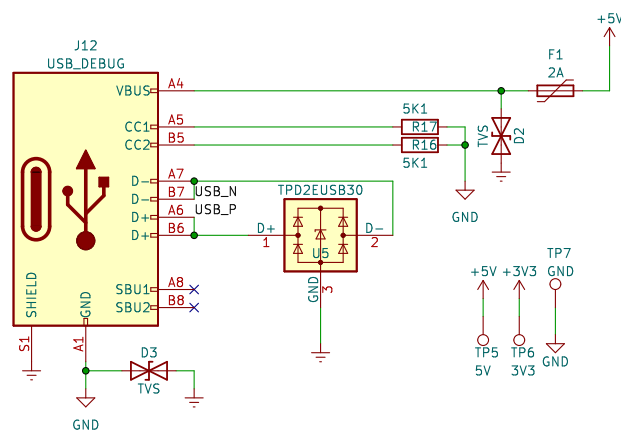 +5V
J12
USB_DEBUG
F1
2A
VBUS
A4
CC1
A5
5K1
R17
TVS
D2
CC2
B5
R16
5K1
D-
A7
D-
B7
USB_N
TPD2EUSB30
GND
D+
A6
USB_P
D+
B6
D+
1
D-
2
U5
TP7
GND
+5V
+3V3
SBU1
A8
SBU2
B8
GND
3
SHIELD
GND
S1
A1
D3
TVS
TP5
5V
TP6
3V3
GND
GND